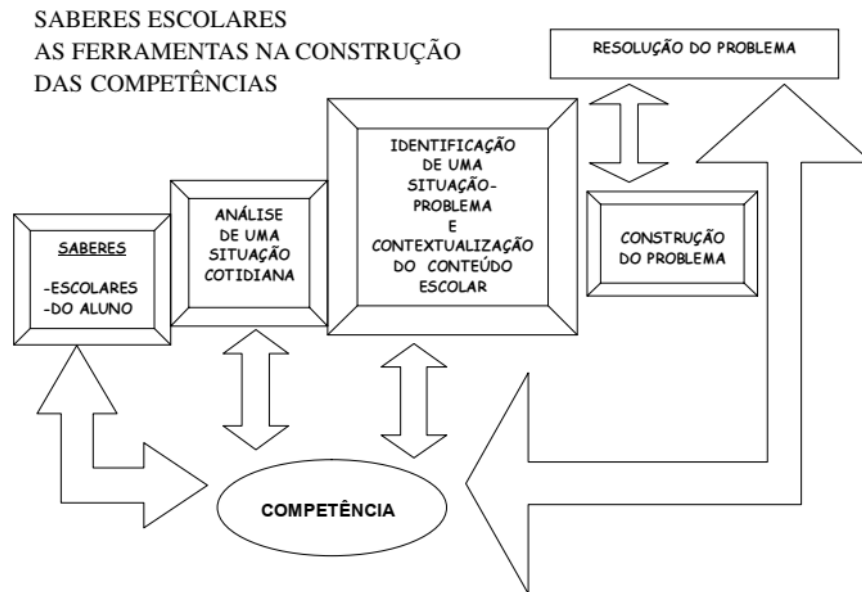 SABERES ESCOLARES
AS FERRAMENTAS NA CONSTRUÇÃO
DAS COMPETÊNCIAS
RESOLUÇÃO DO PROBLEMA
IDENTIFICAÇÃO
DE UMA
SITUAÇÃO-
PROBLEMA
E
CONTEXTUALIZAÇÃO
DO CONTEÚDO
ESCOLAR
ANÁLISE
DE UMA
SITUAÇÃO
COTIDIANA
SABERES
-ESCOLARES
-DO ALUNO
CONSTRUÇÃO
DO PROBLEMA
COMPETÊNCIA